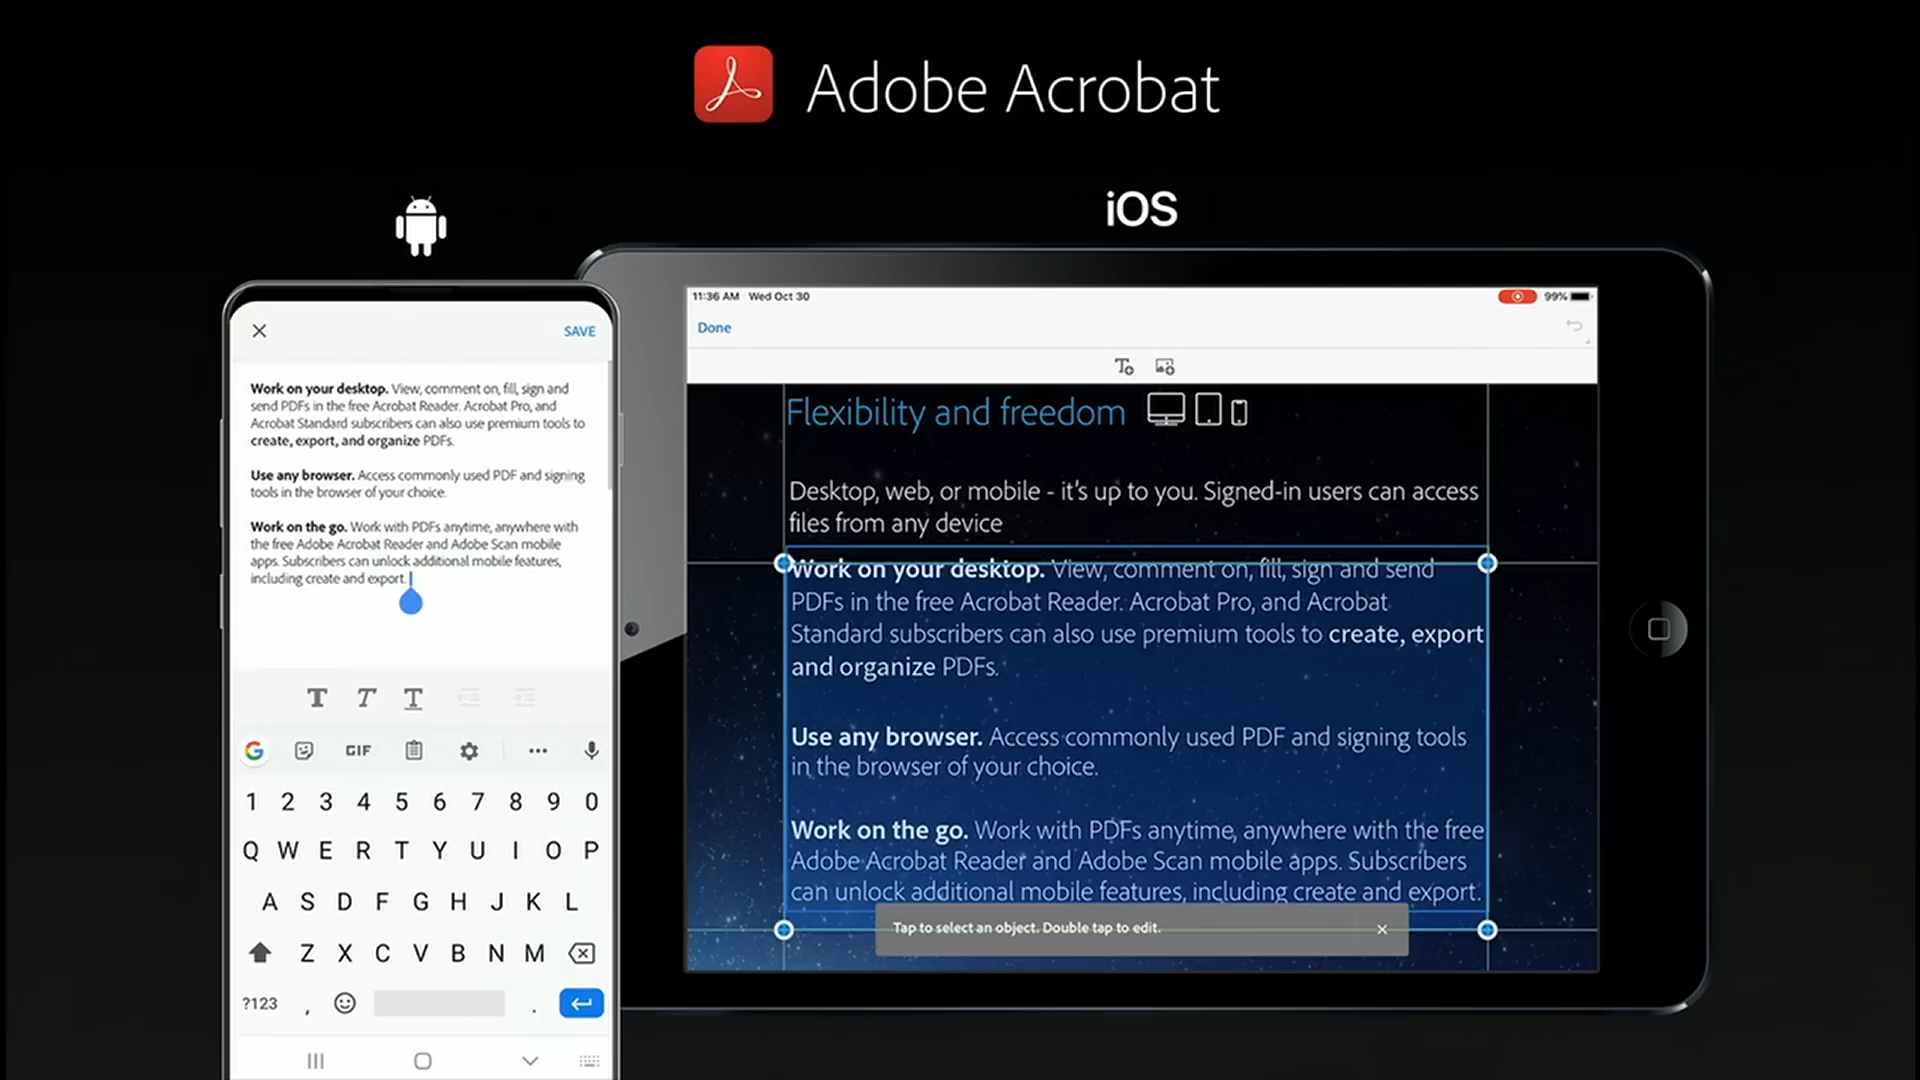 Adobe Acrobat
iOS
SAVE
Work on your desktop. View, comment on, fill, sign and
send PDFs in the free Acrobat Reader. Acrobat Pro, and
Acrobat Standard subscribers can also use premium tools to
create, export, and organize PDFs.
Use any browser. Access commonly used PDF and signing
tools in the browser of your choice.
Work on the go. Work with PDFs anytime, anywhere with
the free Adobe Acrobat Reader and Adobe Scan mobile
apps. Subscribers can unlock additional mobile features,
including create and export.
T T T
G GIF
1 2 3 4 5 6 7 8 9 0
Q W E R T Y U I O P
A S D F G H J K L
Z X C V B N M
?123 , .
11:36 AM Wed Oct 30 99%
Done
T
Flexibility and freedom
Desktop, web, or mobile - it's up to you. Signed-in users can access
files from any device
Work on your desktop. View, comment on, fill, sign and send
PDFs in the free Acrobat Reader. Acrobat Pro, and Acrobat
Standard subscribers can also use premium tools to create, export
and organize PDFs.
Use any browser. Access commonly used PDF and signing tools
in the browser of your choice.
Work on the go. Work with PDFs anytime, anywhere with the free
Adobe Acrobat Reader and Adobe Scan mobile apps. Subscribers
can unlock additional mobile features, including create and export.
Tap to select an object. Double tap to edit.